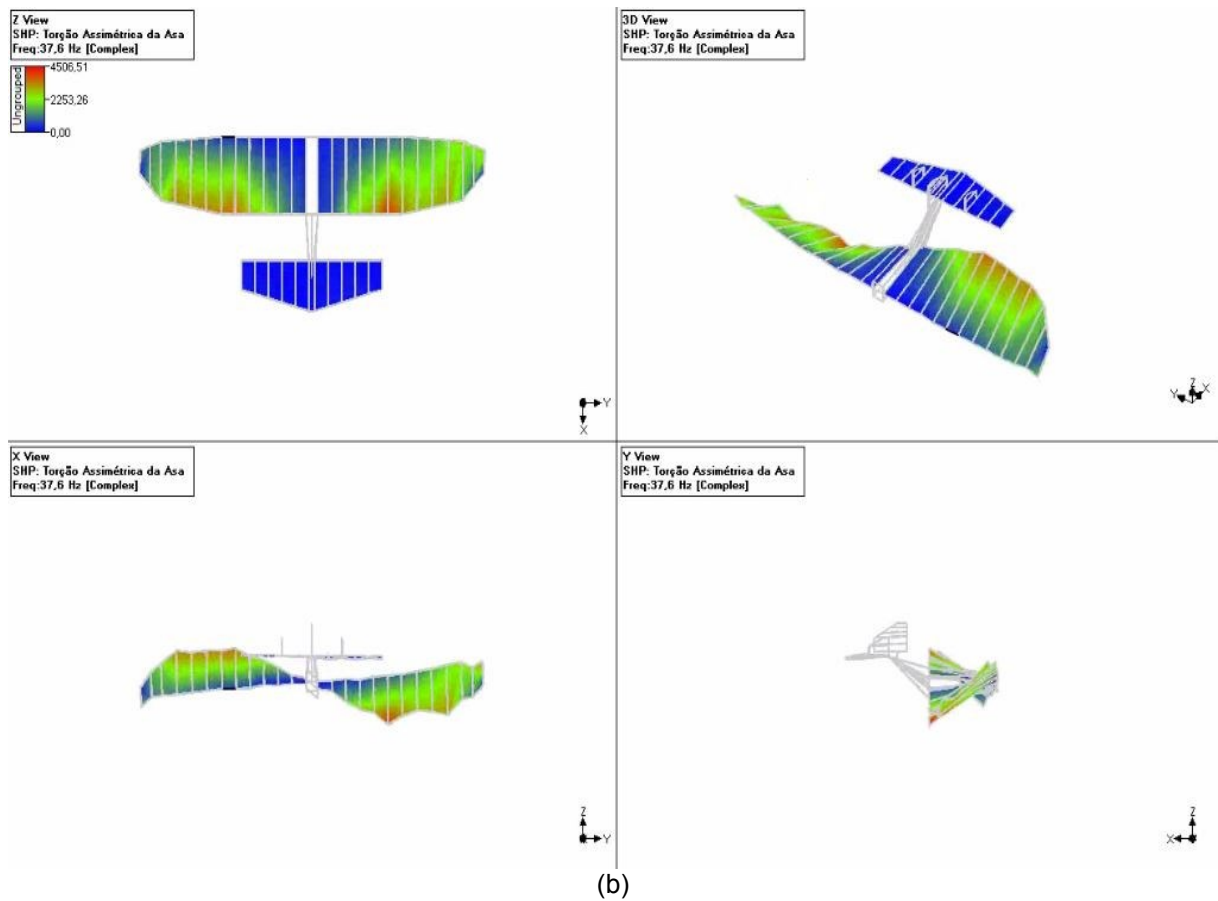 Z View
SHP: Torção Assimétrica da Asa
Freq:37,6 Hz [Complex]
Ungrouped
4506,51
2253,26
0,00
Y
X
3D View
SHP: Torção Assimétrica da Asa
Freq:37,6 Hz [Complex]
Z
X
Y
X View
SHP: Torção Assimétrica da Asa
Freq:37,6 Hz [Complex]
Z
Y
Y View
SHP: Torção Assimétrica da Asa
Freq:37,6 Hz [Complex]
Z
X
(b)